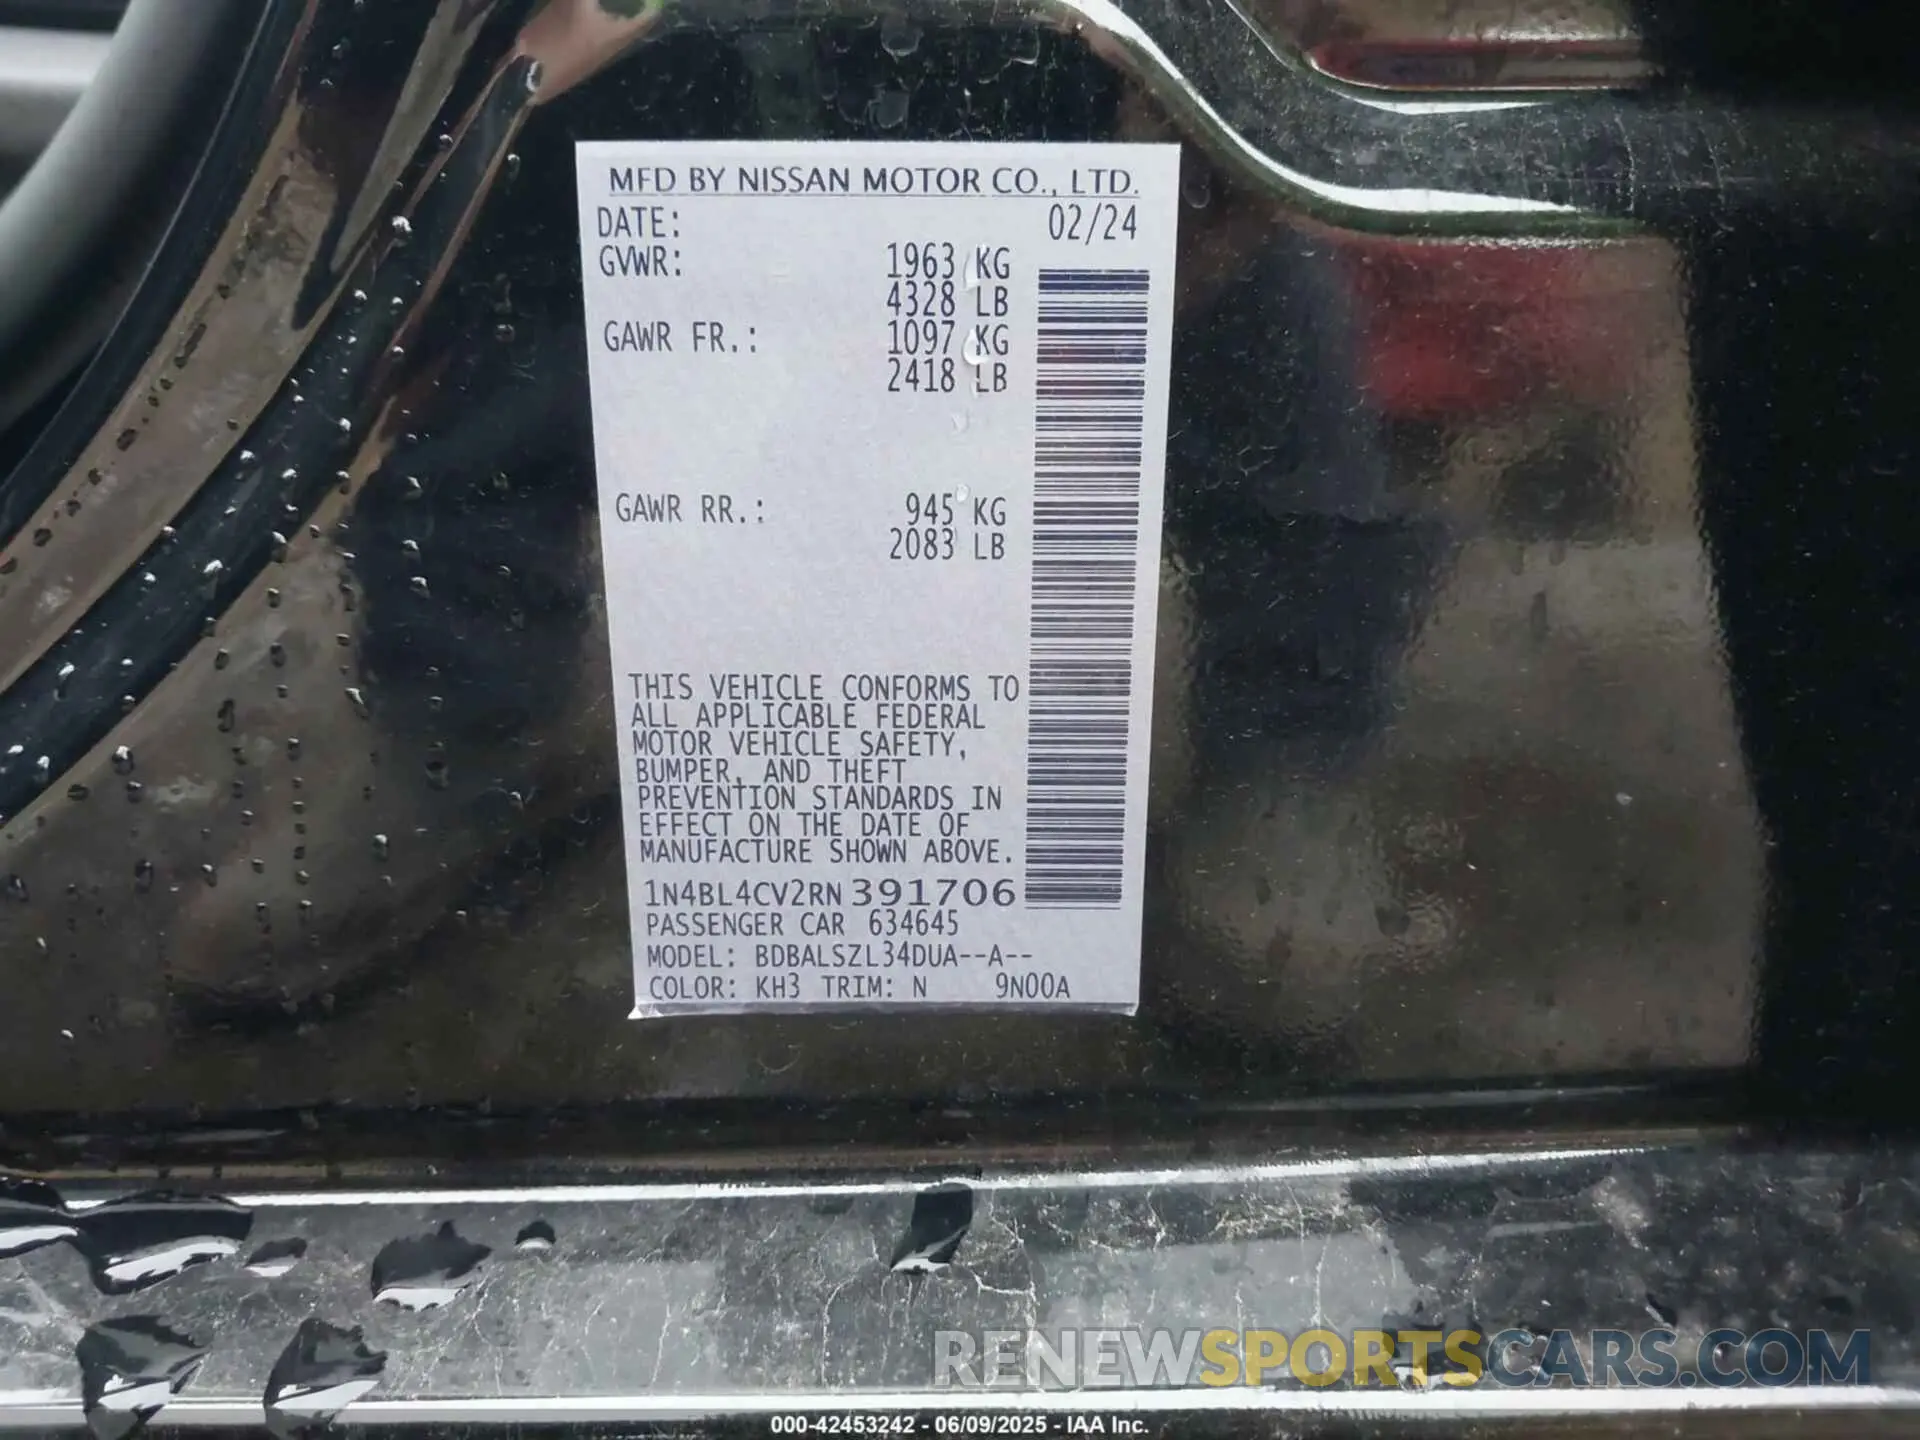 MFD BY NISSAN MOTOR CO., LTD.
DATE: 02/24
GVWR: 1963 KG
4328 LB
GAWR FR.: 1097 KG
2418 LB
GAWR RR.: 945 KG
2083 LB
THIS VEHICLE CONFORMS TO
ALL APPLICABLE FEDERAL
MOTOR VEHICLE SAFETY,
BUMPER, AND THEFT
PREVENTION STANDARDS IN
EFFECT ON THE DATE OF
MANUFACTURE SHOWN ABOVE.
1N4BL4CV2RN391706
PASSENGER CAR 634645
MODEL: BDBALSZL34DUA--A--
COLOR: KH3 TRIM: N 9N00A
RENEWSPORTSCARS.COM
000-42453242 - 06/09/2025 - IAA Inc.